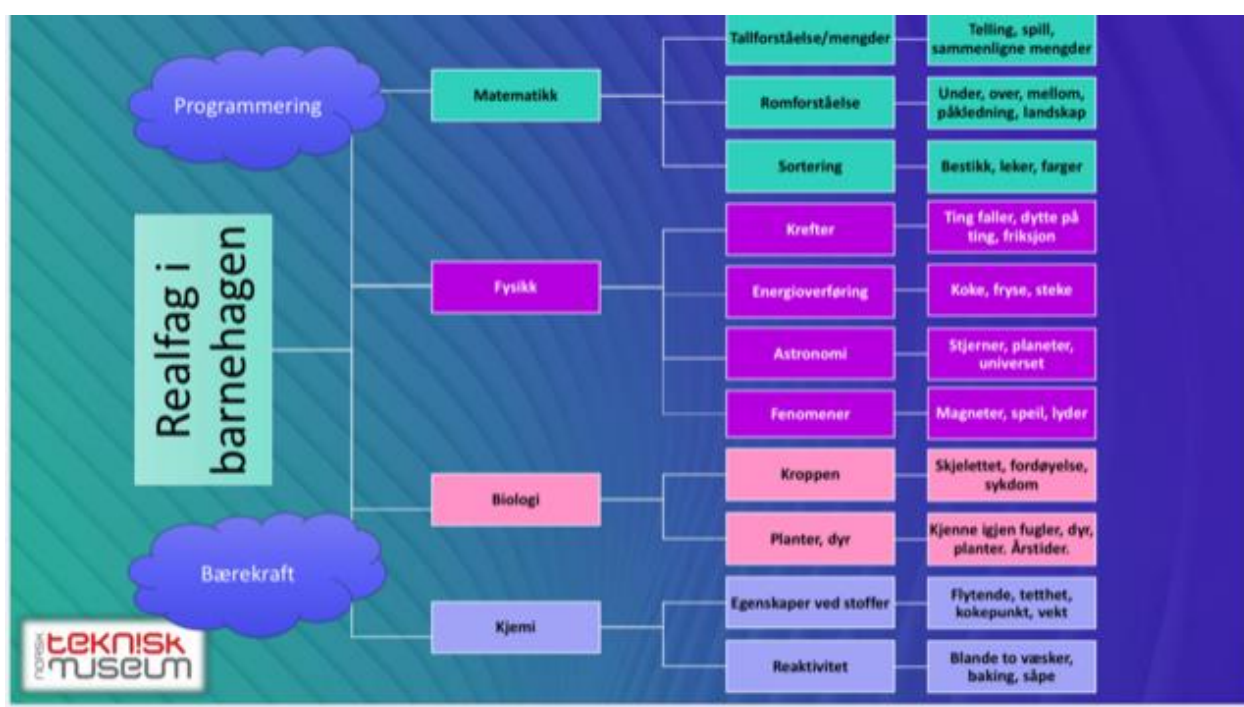 Programmering
Realfag i
barnehagen
Bærekraft
NORSK
teknisk
museum
Matematikk
Tallforståelse/mengder
Telling, spill,
sammenligne mengder
Romforståelse
Under, over, mellom,
påkledning, landskap
Sortering
Bestikk, leker, farger
Fysikk
Krefter
Ting faller, dytte på
ting, friksjon
Energioverføring
Koke, fryse, steke
Astronomi
Stjerner, planeter,
universet
Fenomener
Magneter, speil, lyder
Biologi
Kroppen
Skjelettet, fordøyelse,
sykdom
Planter, dyr
Kjenne igjen fugler, dyr,
planter. Årstider.
Kjemi
Egenskaper ved stoffer
Flytende, tetthet,
kokepunkt, vekt
Reaktivitet
Blande to væsker,
baking, såpe